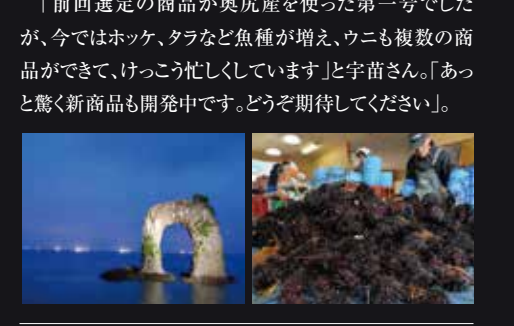 「前回選定の商品が奥尻産を使った第一号でした
が、今ではホッケ、タラなど魚種が増え、ウニも複数の商
品ができて、けっこう忙しくしています」と宇苗さん。「あっ
と驚く新商品も開発中です。どうぞ期待してください」。